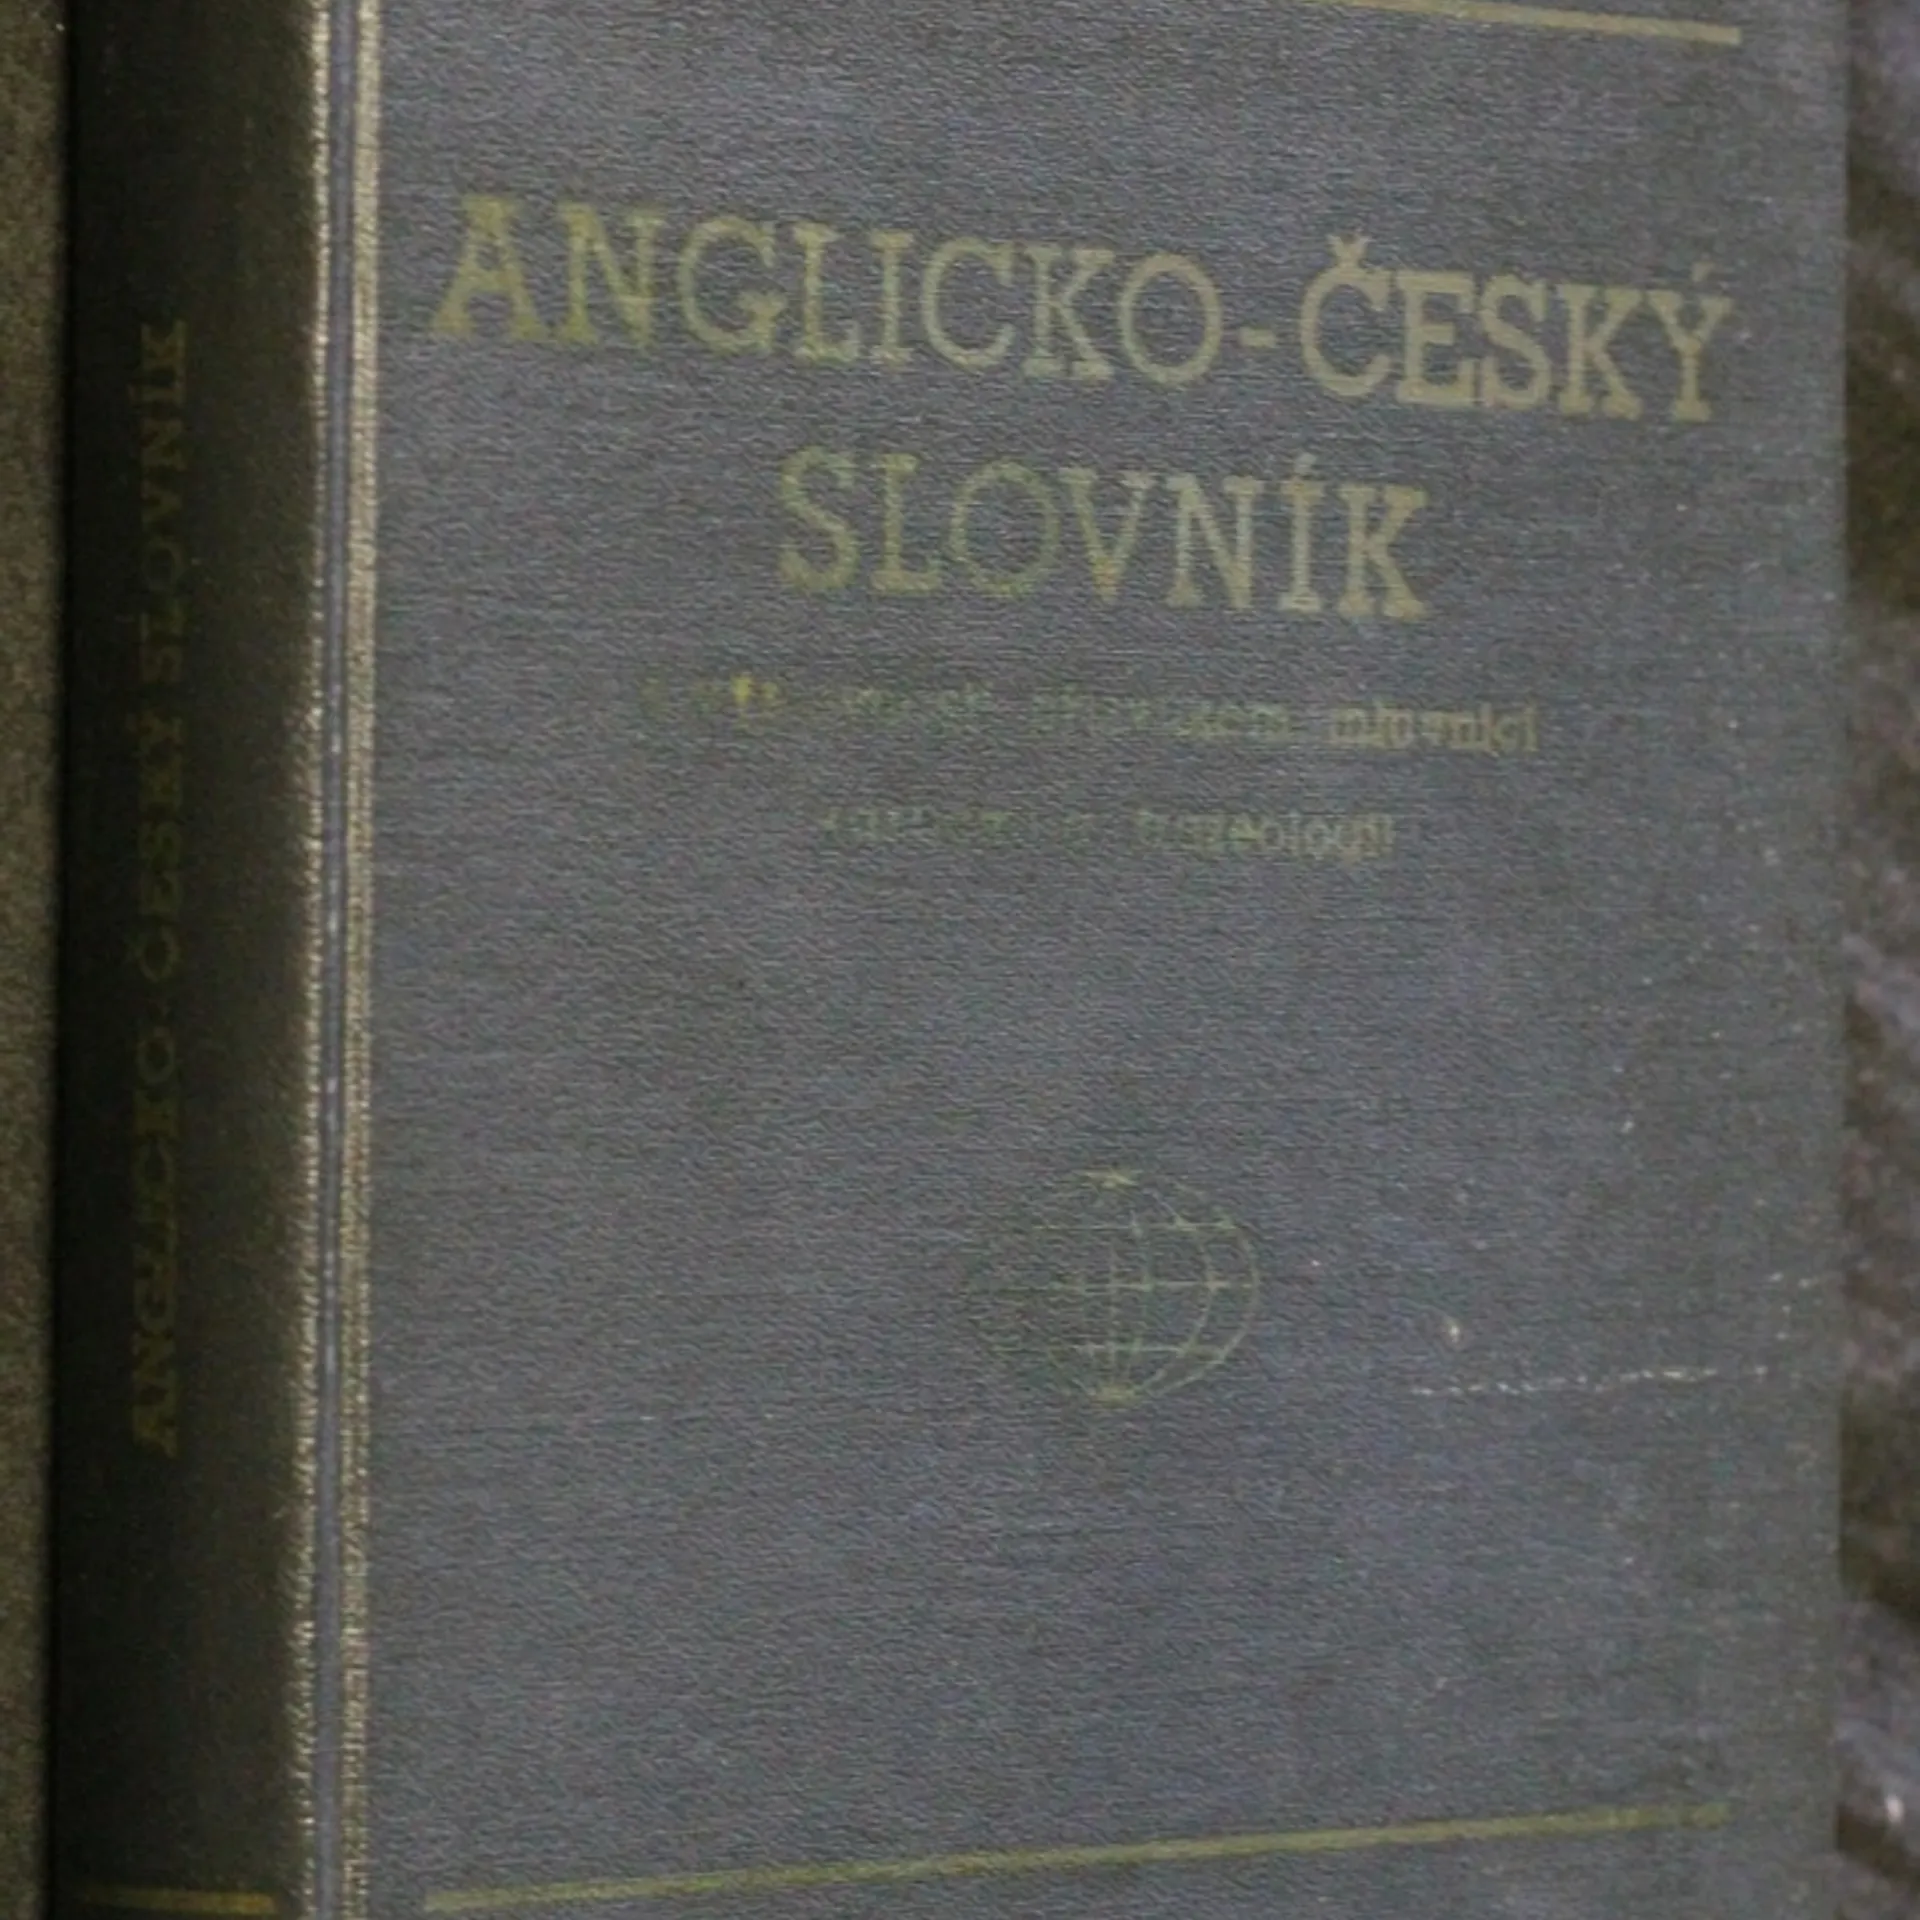 ANGLICKO-ČESKÝ
SLOVNÍK
mluvnicí
frazeologií
ANGLICKO-ČESKÝ SLOVNÍK